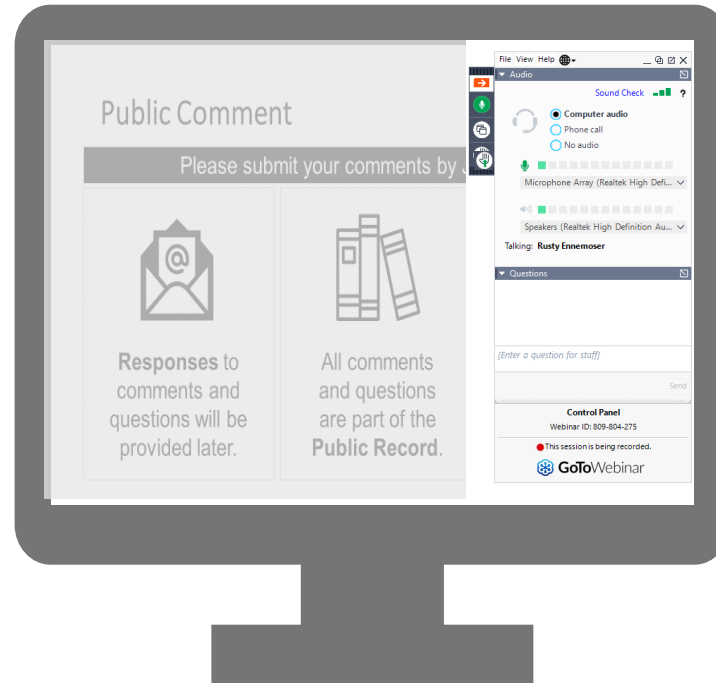 Public Comment
Please submit your comments by
@
Responses to
comments and
questions will be
provided later.
All comments
and questions
are part of the
Public Record.
File View Help
Audio
Sound Check ?
Computer audio
Phone call
No audio
Microphone Array (Realtek High Defi...
Speakers (Realtek High Definition Au...
Talking: Rusty Ennemoser
Questions
[Enter a question for staff]
Send
Control Panel
Webinar ID: 809-804-275
This session is being recorded.
GoToWebinar